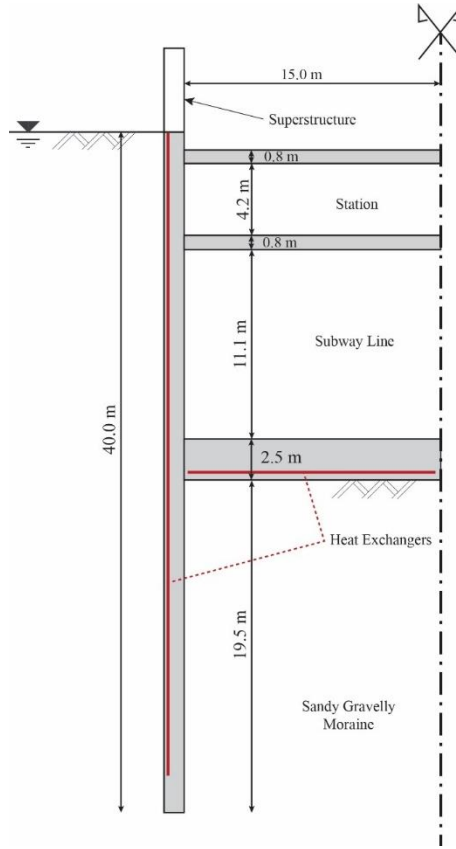 15.0 m
Superstructure
0.8 m
4.2 m
Station
0.8 m
11.1 m
Subway Line
40.0 m
2.5 m
Heat Exchangers
19.5 m
Sandy Gravelly
Moraine